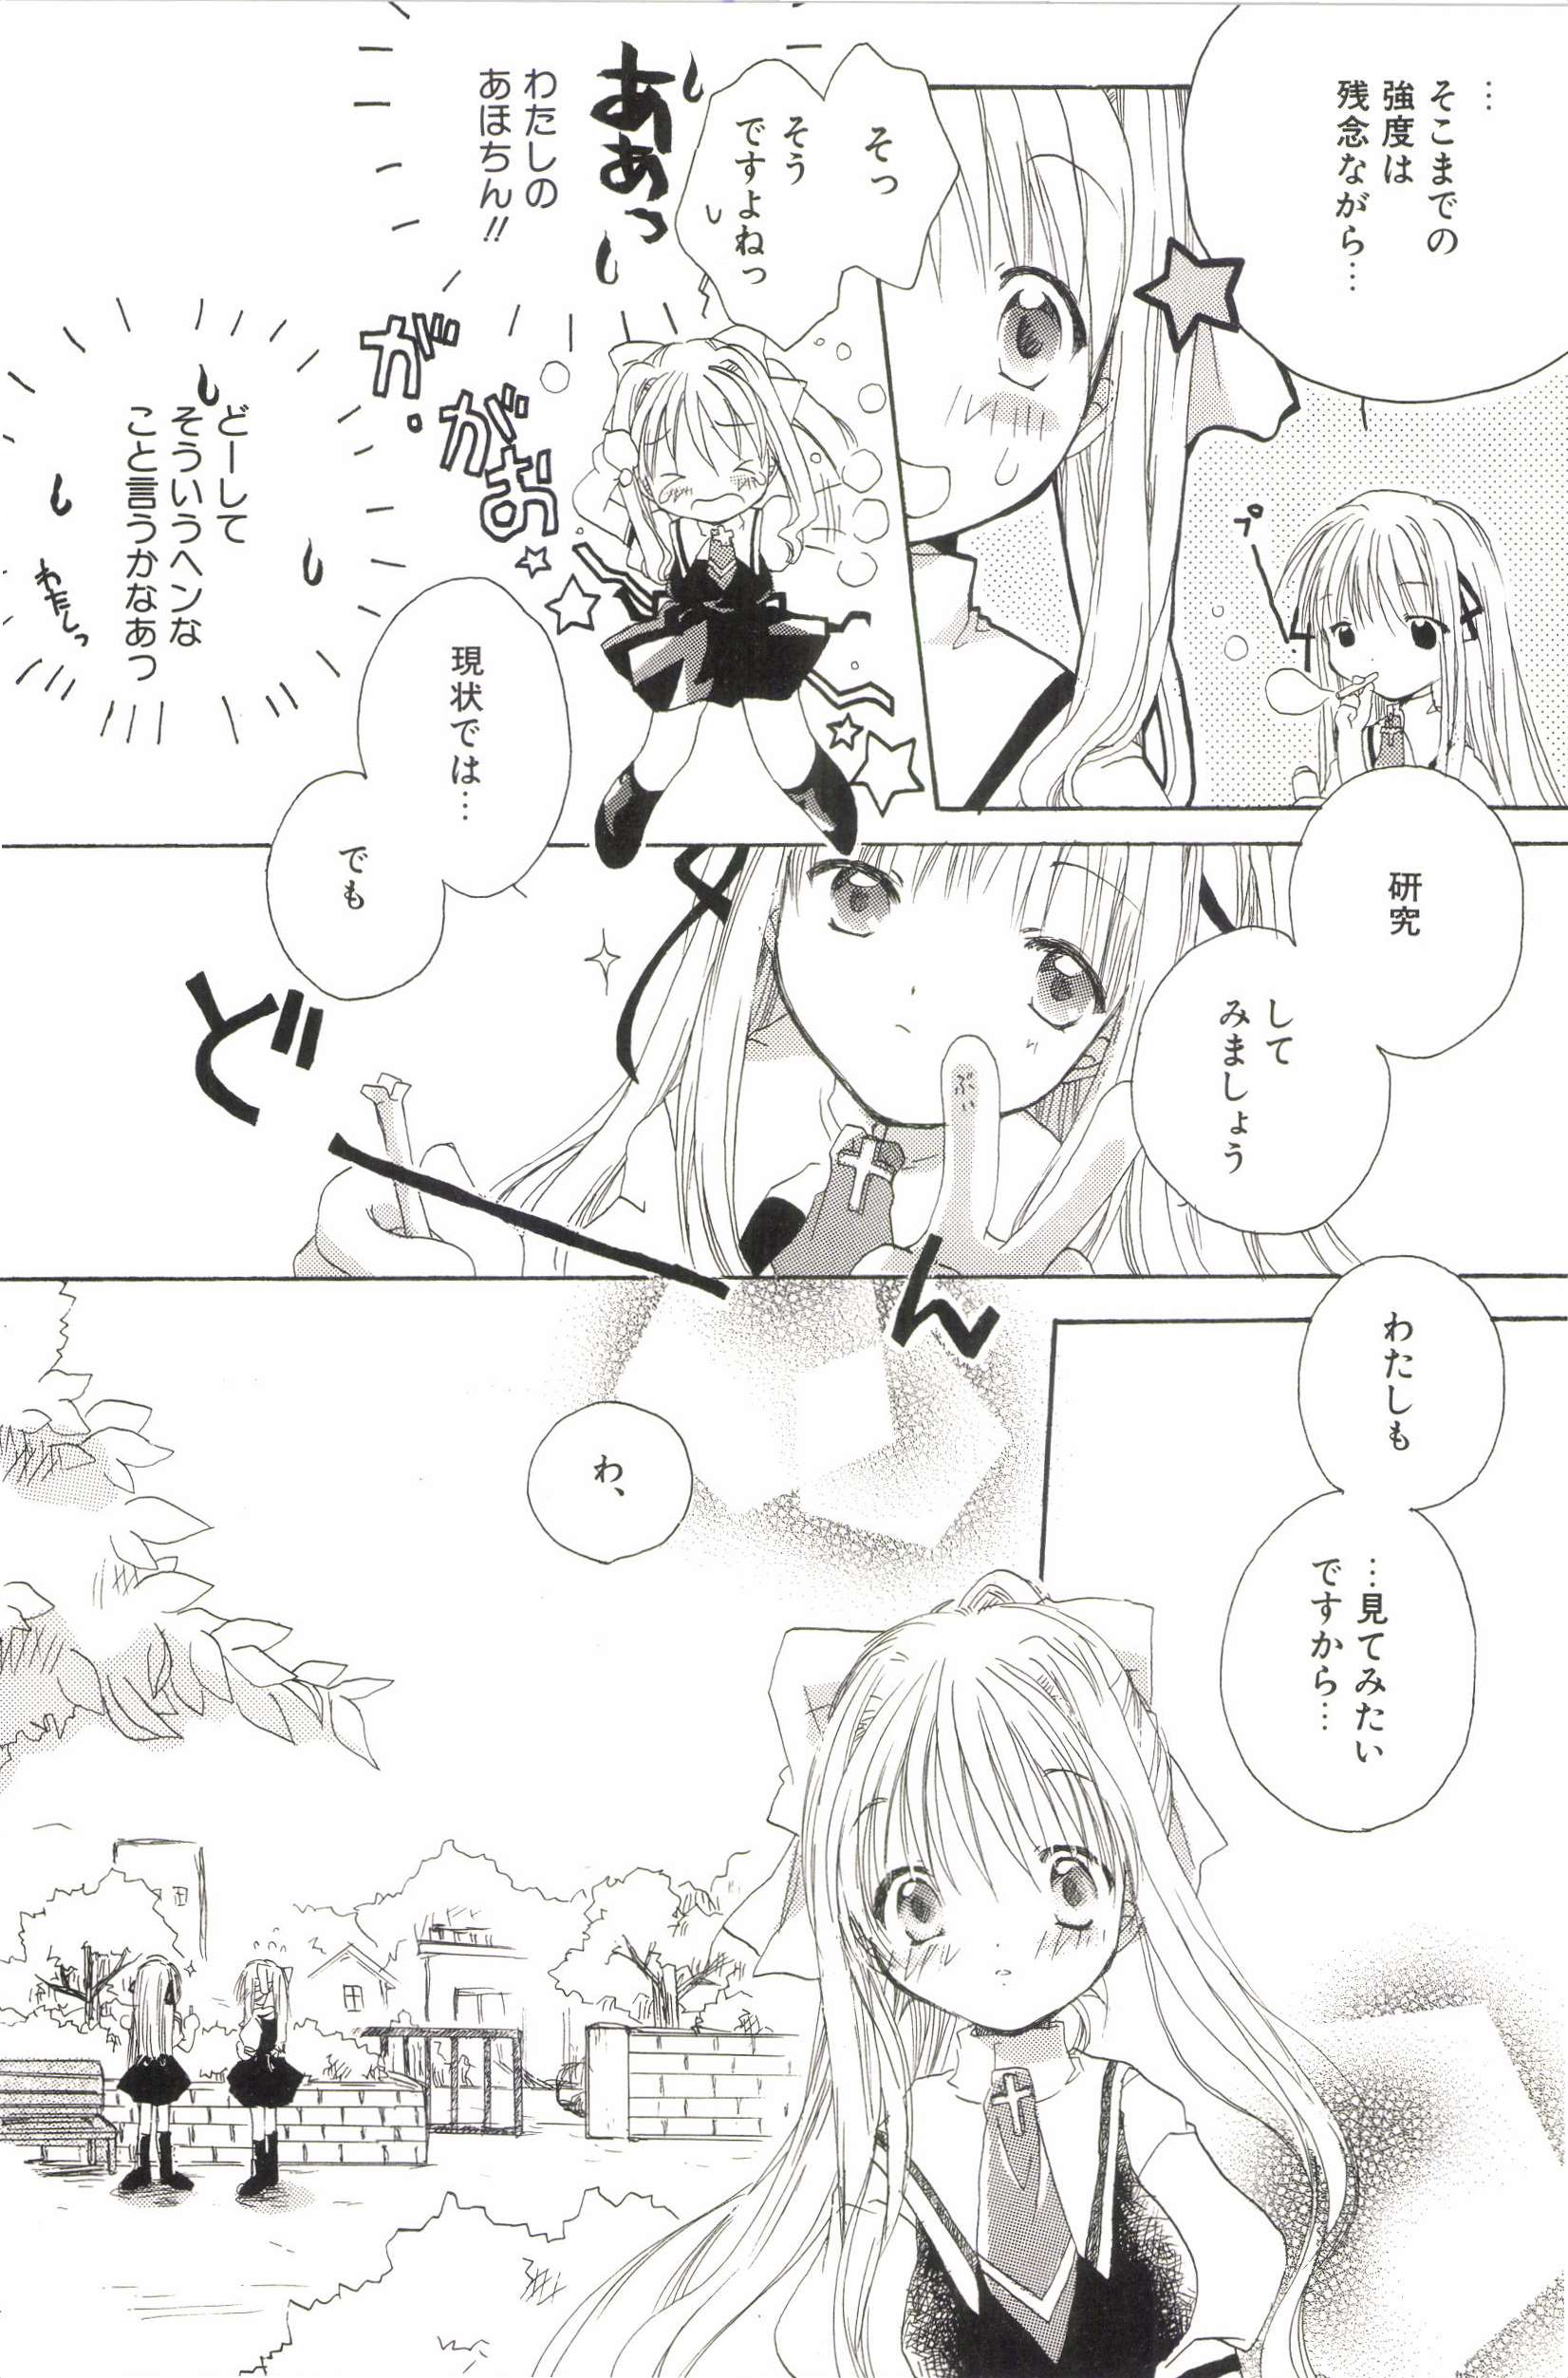 …
そこまでの
強度は
残念ながら…
プー
そっ
そう
ですよねっ
ああっ
わたしの
あほちん!!
が・がお
どーして
そういうヘンな
こと言うかなあっ
わたしっ
現状では…
でも
研究
して
みましょう
ぶい
どーん
わたしも
…見てみたい
ですから…
わ、